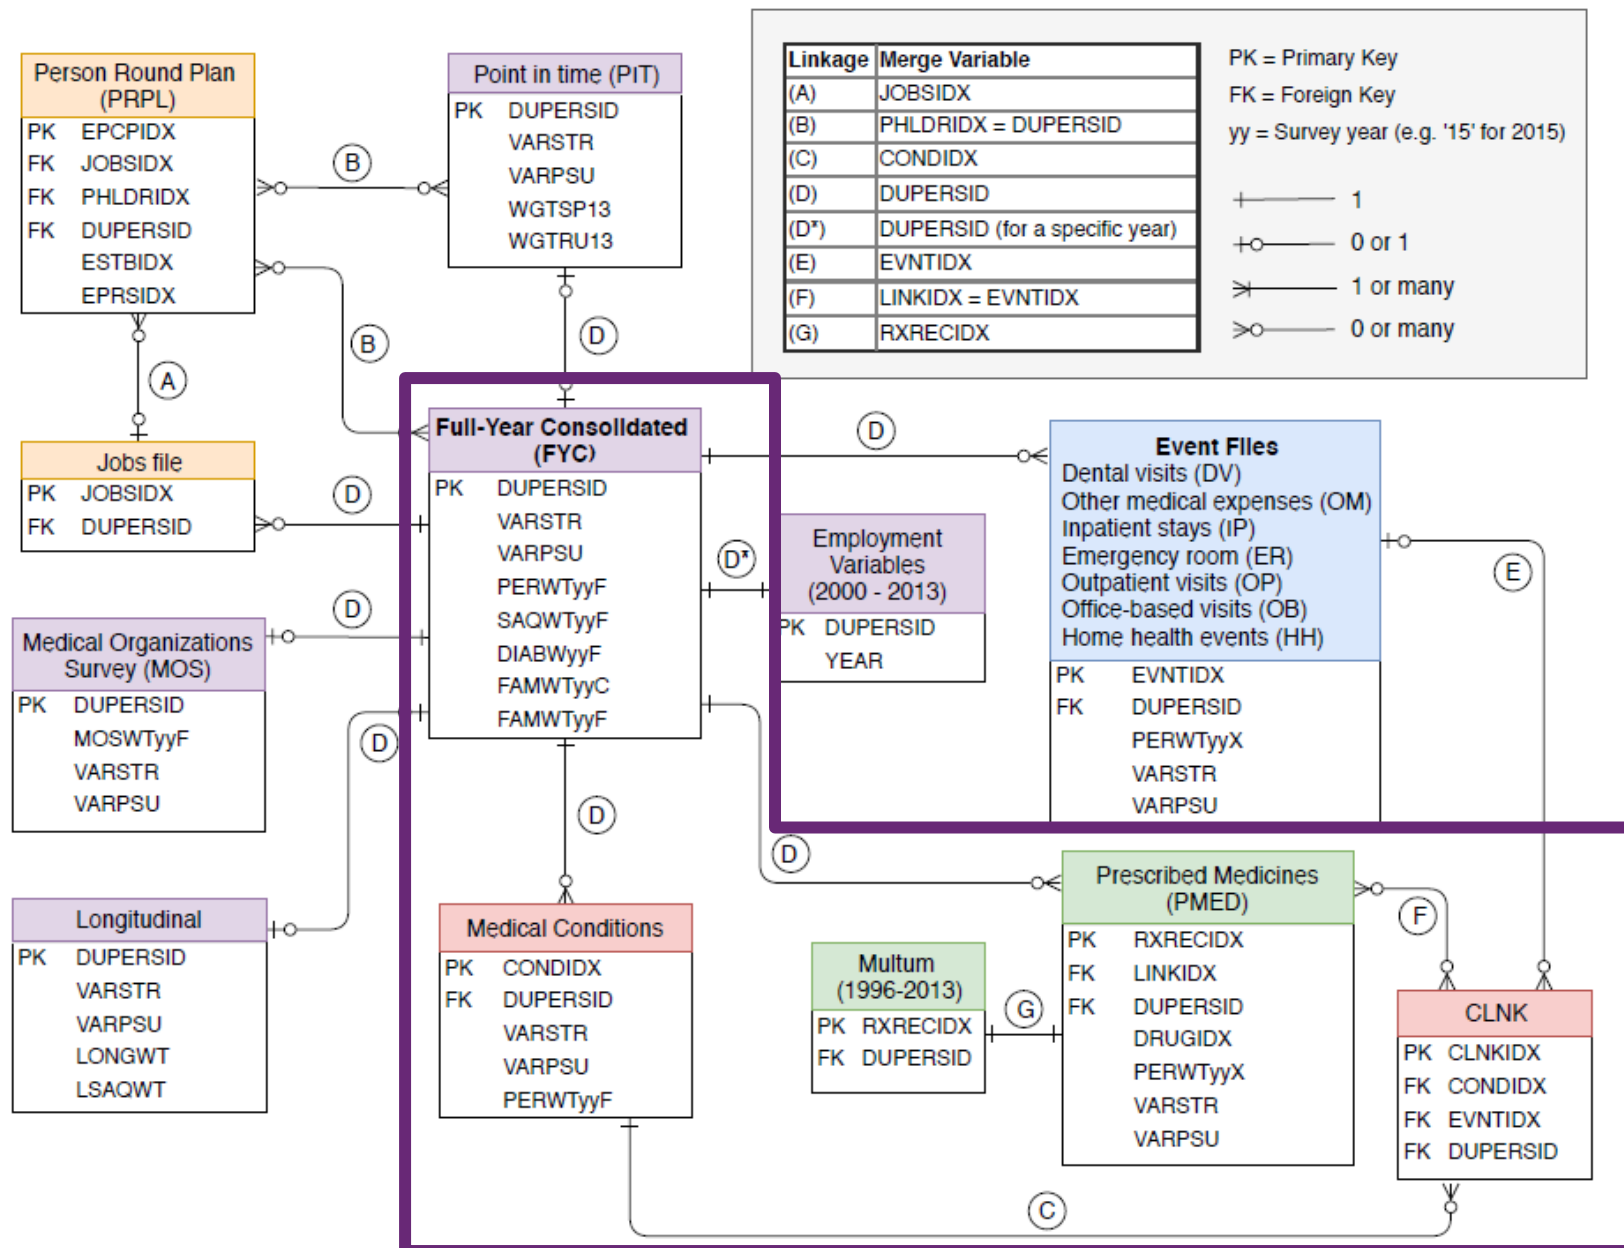 Person Round Plan
(PRPL)
PK EPCPIDX
FK JOBSIDX
FK PHLDRIDX
FK DUPERSID
ESTBIDX
EPRSIDX
Point in time (PIT)
PK DUPERSID
VARSTR
VARPSU
WGTSP13
WGTRU13
Linkage Merge Variable
(A) JOBSIDX
(B) PHLDRIDX = DUPERSID
(C) CONDIDX
(D) DUPERSID
(D*) DUPERSID (for a specific year)
(E) EVNTIDX
(F) LINKIDX = EVNTIDX
(G) RXRECIDX
PK = Primary Key
FK = Foreign Key
yy = Survey year (e.g. '15' for 2015)
1
0 or 1
1 or many
0 or many
B
B
D
A
Jobs file
PK JOBSIDX
FK DUPERSID
D
Full-Year Consolidated
(FYC)
PK DUPERSID
VARSTR
VARPSU
PERWTyyF
SAQWTyyF
DIABWyyF
FAMWTyyC
FAMWTyyF
D
D*
Employment
Variables
(2000 - 2013)
PK DUPERSID
YEAR
Event Files
Dental visits (DV)
Other medical expenses (OM)
Inpatient stays (IP)
Emergency room (ER)
Outpatient visits (OP)
Office-based visits (OB)
Home health events (HH)
PK EVNTIDX
FK DUPERSID
PERWTyyX
VARSTR
VARPSU
E
D
Medical Organizations
Survey (MOS)
PK DUPERSID
MOSWTyyF
VARSTR
VARPSU
D
D
D
Longitudinal
PK DUPERSID
VARSTR
VARPSU
LONGWT
LSAQWT
Medical Conditions
PK CONDIDX
FK DUPERSID
VARSTR
VARPSU
PERWTyyF
Multum
(1996-2013)
PK RXRECIDX
FK DUPERSID
G
Prescribed Medicines
(PMED)
PK RXRECIDX
FK LINKIDX
FK DUPERSID
DRUGIDX
PERWTyyX
VARSTR
VARPSU
F
CLNK
PK CLNKIDX
FK CONDIDX
FK EVNTIDX
FK DUPERSID
C